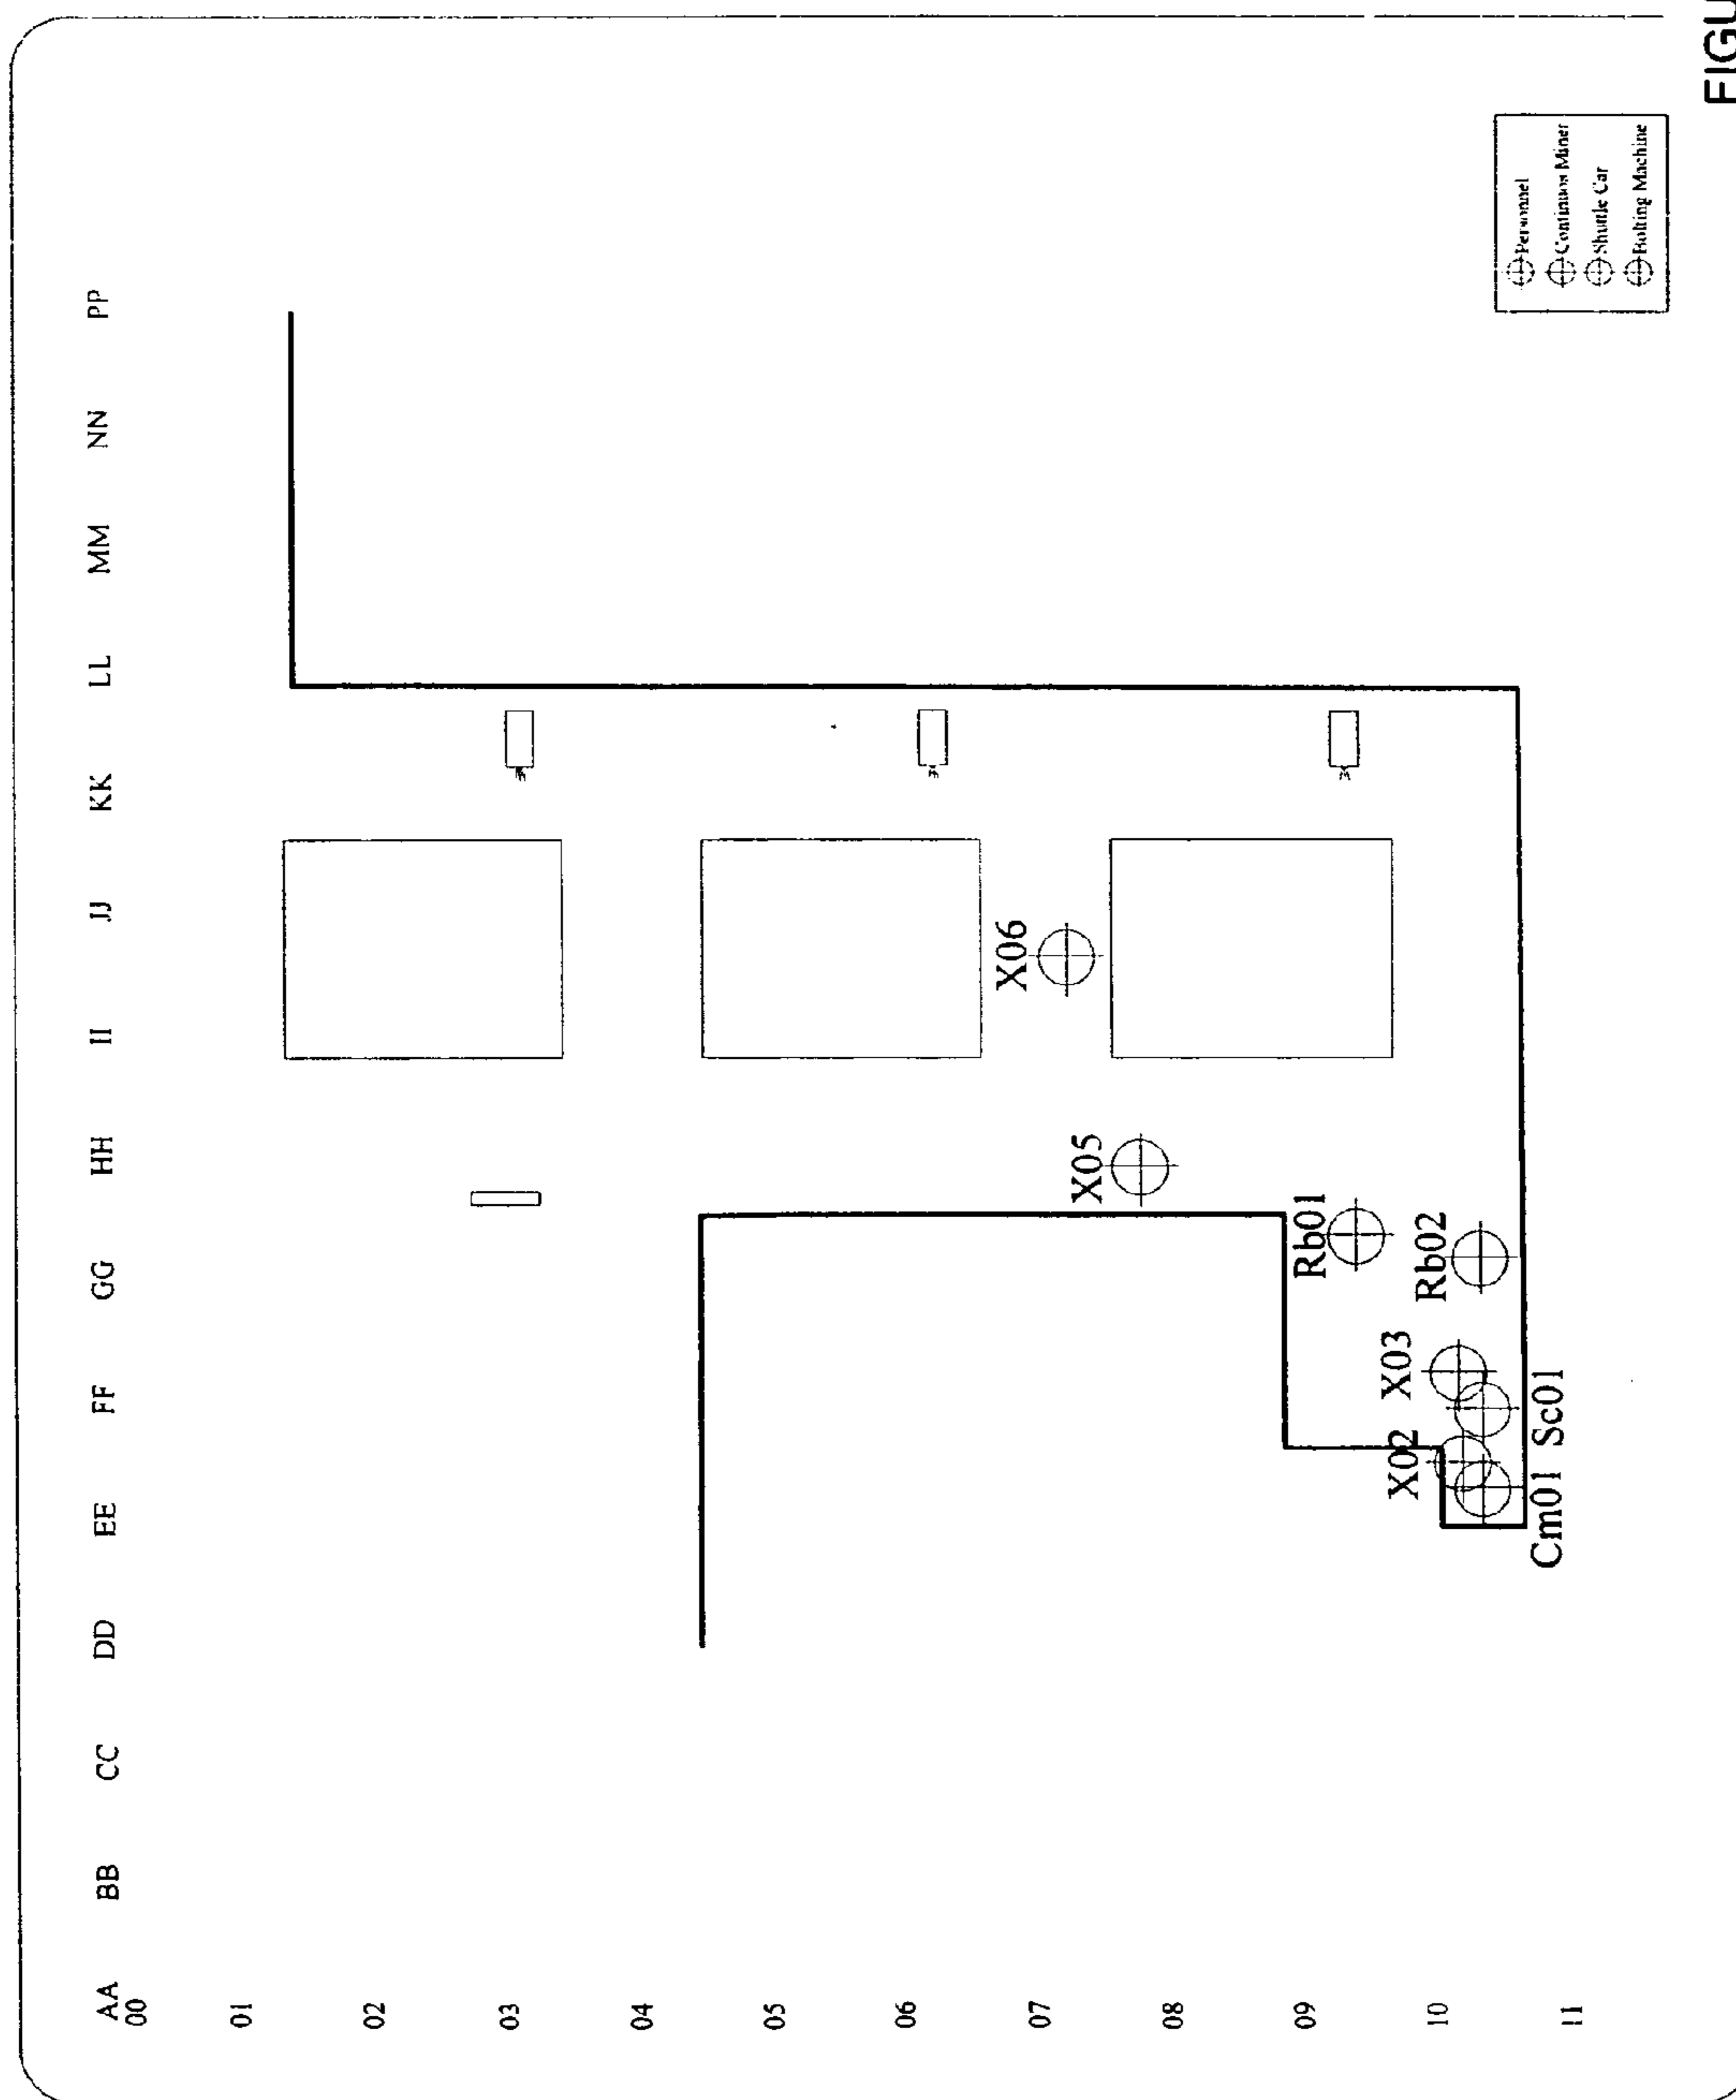 AA BB CC DD EE FF GG HH II JJ KK LL MM NN PP
00
01
02
03
04
05
06
07
08
09
10
11
X06
X05
Rb01
Rb02
X03
X02
Cm01 Sc01
Personnel
Continuos Miner
Shuttle Car
Bolting Machine